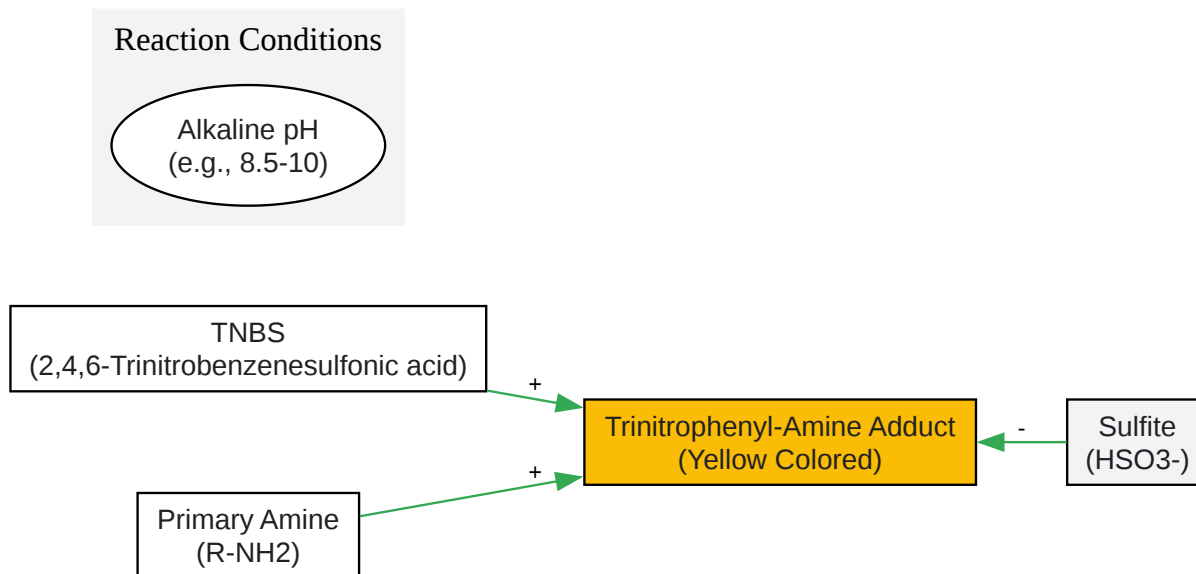 Reaction Conditions
Alkaline pH
(e.g., 8.5-10)
TNBS
(2,4,6-Trinitrobenzenesulfonic acid)
+
Trinitrophenyl-Amine Adduct
(Yellow Colored)
-
Sulfite
(HSO3-)
+
Primary Amine
(R-NH2)